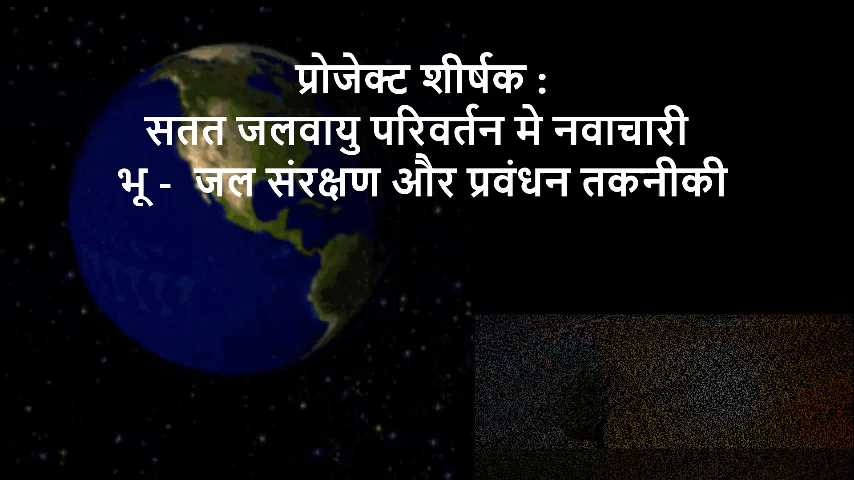 प्रोजेक्ट शीर्षक :
सतत जलवायु परिवर्तन मे नवाचारी
भू - जल संरक्षण और प्रवंधन तकनीकी